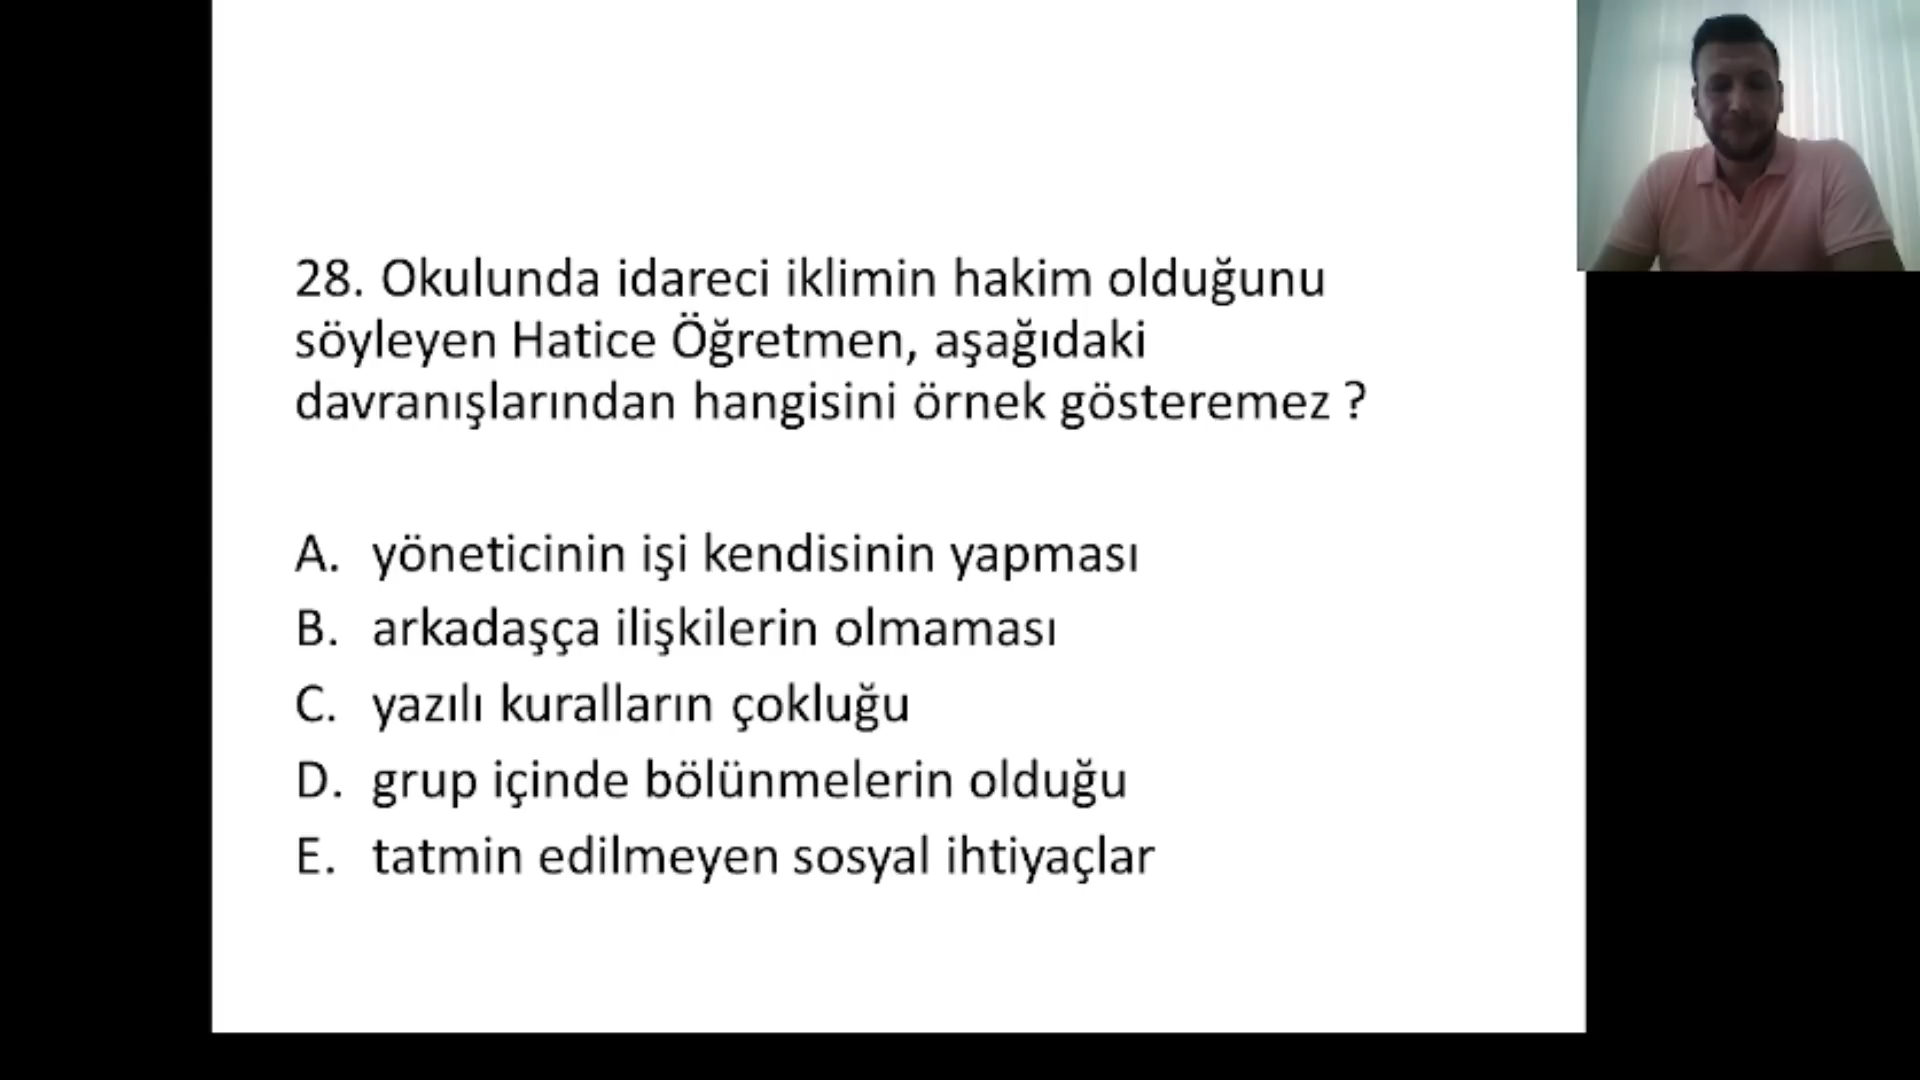 28. Okulunda idareci iklimin hakim olduğunu
söyleyen Hatice Öğretmen, aşağıdaki
davranışlarından hangisini örnek gösteremez ?
A. yöneticinin işi kendisinin yapması
B. arkadaşça ilişkilerin olmaması
C. yazılı kuralların çokluğu
D. grup içinde bölünmelerin olduğu
E. tatmin edilmeyen sosyal ihtiyaçlar